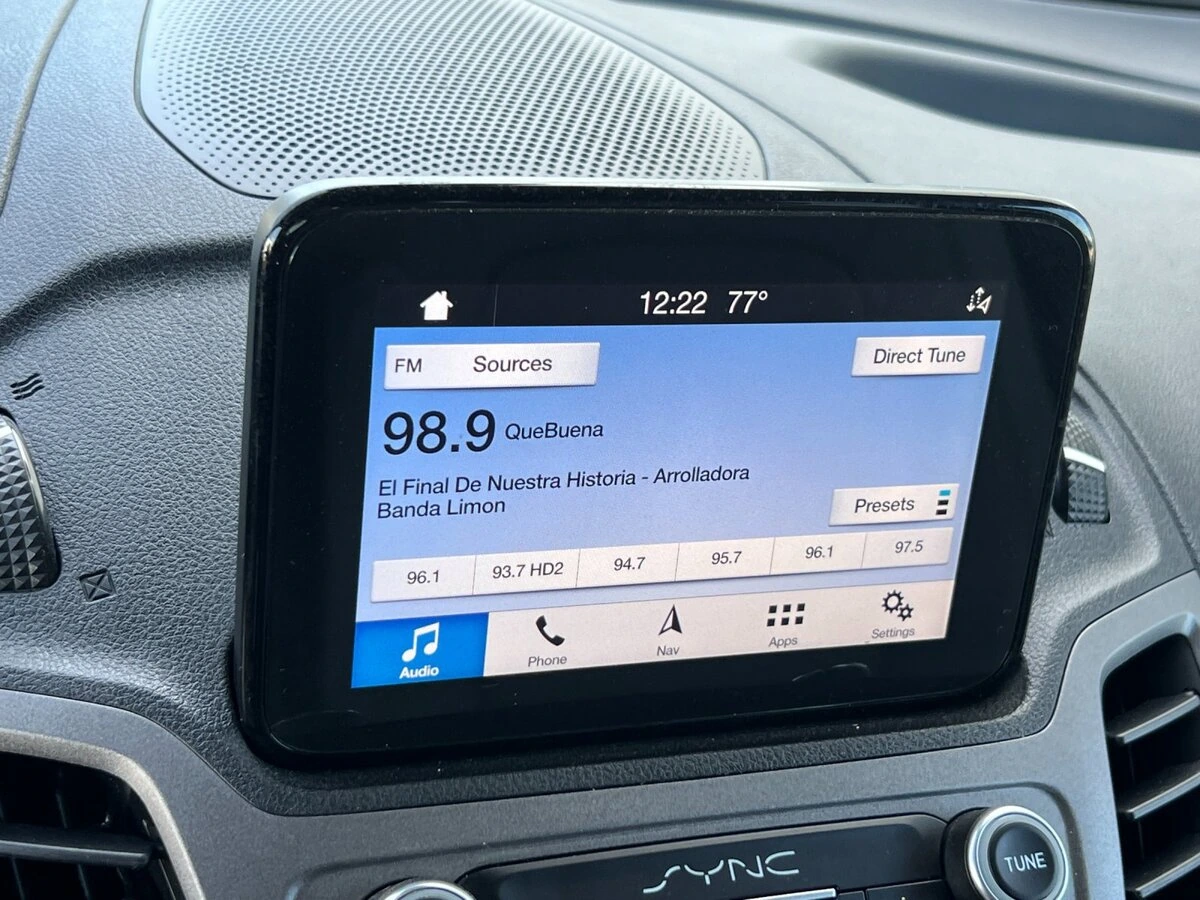 12:22 77°
FM Sources
Direct Tune
98.9 QueBuena
El Final De Nuestra Historia - Arrolladora
Banda Limon
Presets
96.1 93.7 HD2 94.7 95.7 96.1 97.5
Audio Phone Nav Apps Settings
SYNC
TUNE